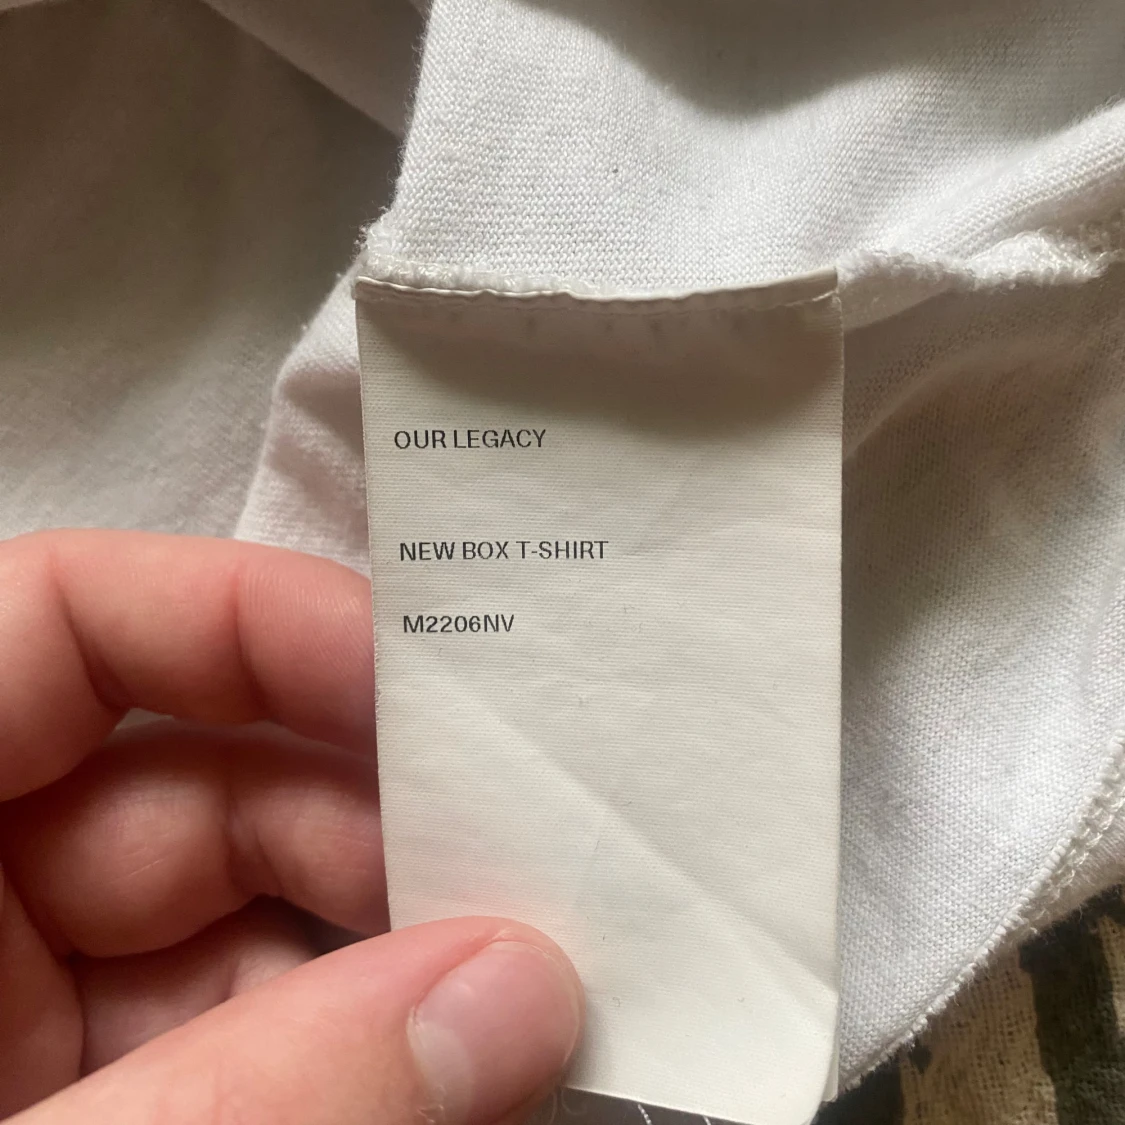 OUR LEGACY
NEW BOX T-SHIRT
M2206NV